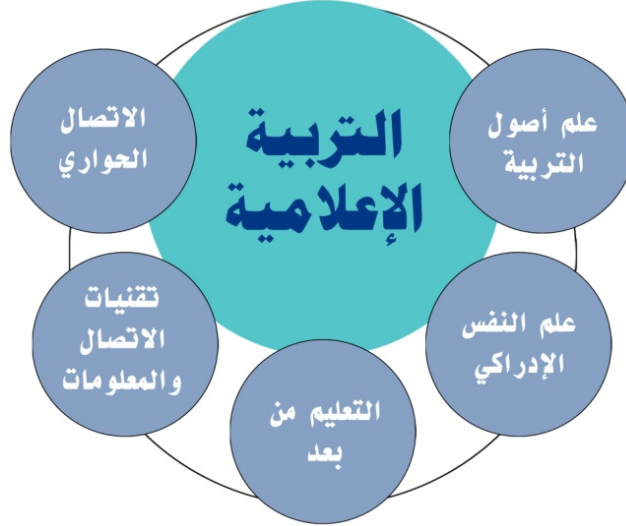 التربية
الإعلامية
علم أصول
التربية
علم النفس
الإدراكي
التعليم من
بعد
تقنيات
الاتصال
والمعلومات
الاتصال
الحواري